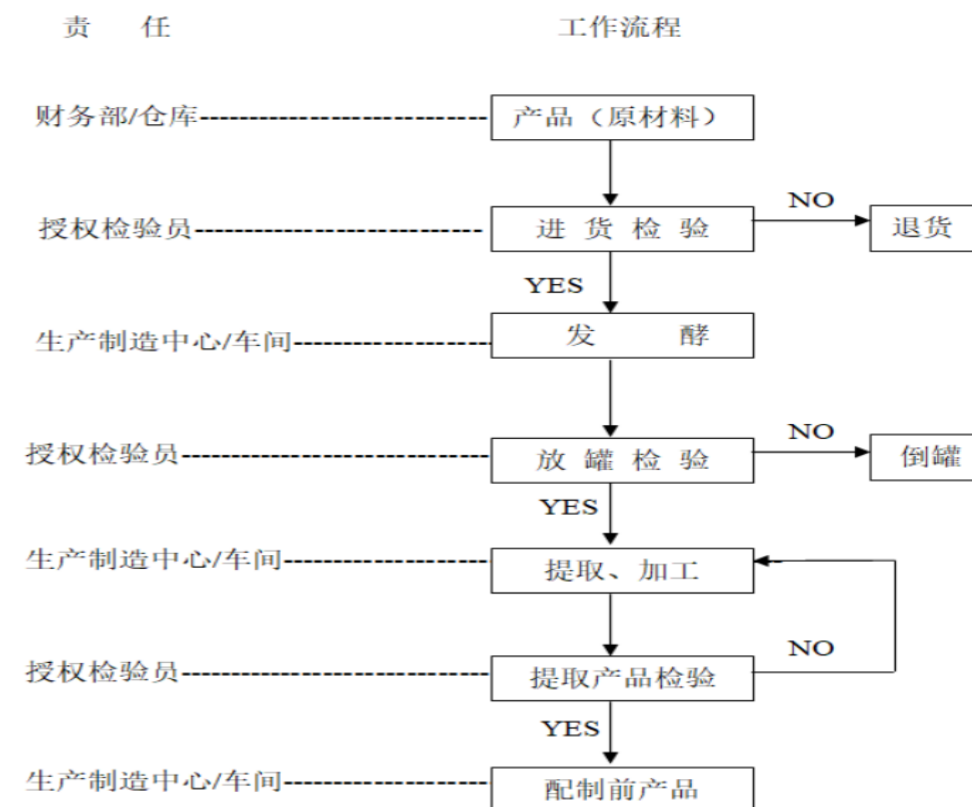 责 任 工作流程
财务部/仓库 产品（原材料）
NO
授权检验员 进 货 检 验 退货
YES
生产制造中心/车间 发 酵
NO
授权检验员 放 罐 检 验 倒罐
YES
生产制造中心/车间 提取、加工
NO
授权检验员 提取产品检验
YES
生产制造中心/车间 配制前产品